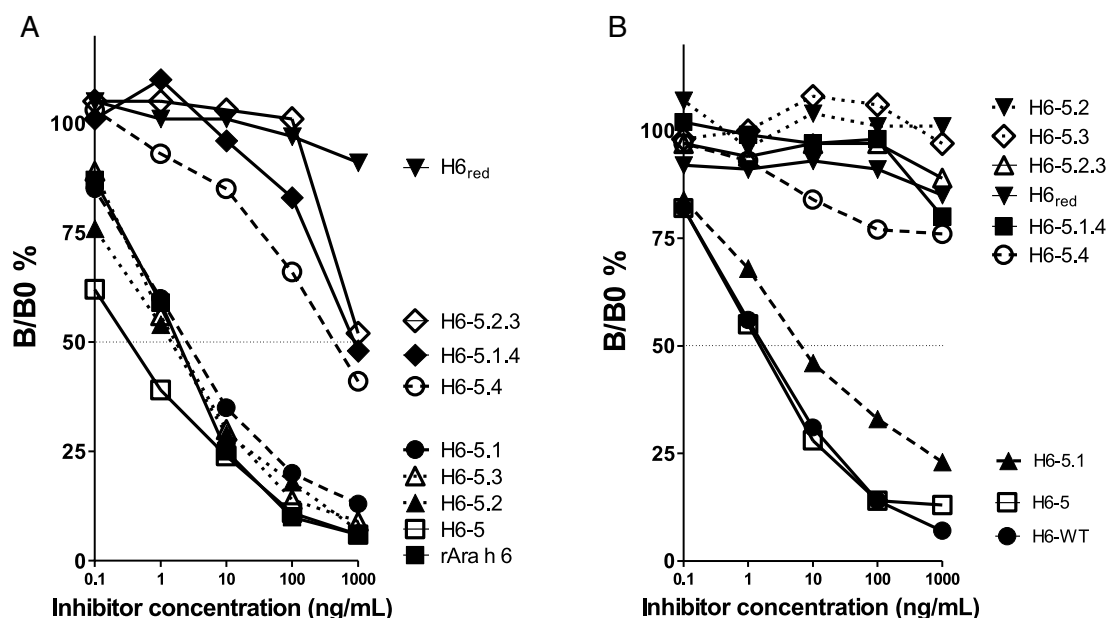 A
B/B0 %
100
75
50
25
0
0.1 1 10 100 1000
Inhibitor concentration (ng/mL)
H6red
H6-5.2.3
H6-5.1.4
H6-5.4
H6-5.1
H6-5.3
H6-5.2
H6-5
rAra h 6
B
B/B0 %
100
75
50
25
0
0.1 1 10 100 1000
Inhibitor concentration (ng/mL)
H6-5.2
H6-5.3
H6-5.2.3
H6red
H6-5.1.4
H6-5.4
H6-5.1
H6-5
H6-WT